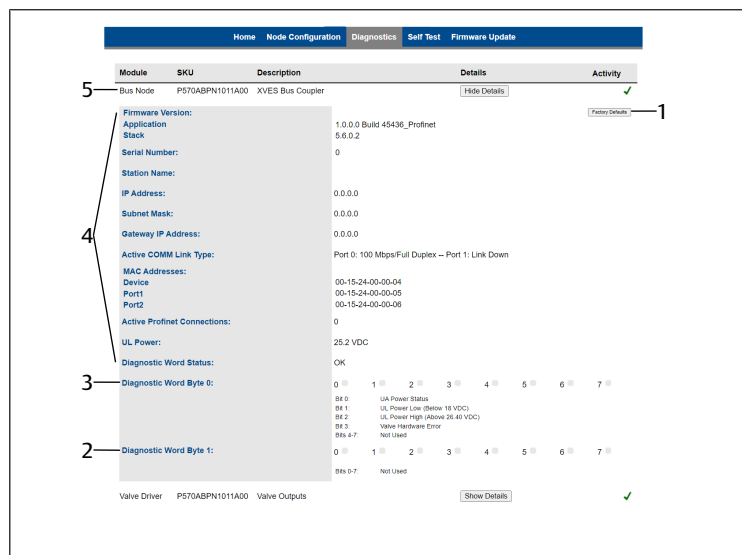 Home Node Configuration Diagnostics Self Test Firmware Update
Module SKU Description Details Activity
5 Bus Node P570ABPN1011A00 XVES Bus Coupler Hide Details ✓
Firmware Version: Factory Defaults 1
Application 1.0.0.0 Build 45436_Profinet
Stack 5.6.0.2
Serial Number: 0
Station Name:
IP Address: 0.0.0.0
Subnet Mask: 0.0.0.0
4 Gateway IP Address: 0.0.0.0
Active COMM Link Type: Port 0: 100 Mbps/Full Duplex -- Port 1: Link Down
MAC Addresses:
Device 00-15-24-00-00-04
Port1 00-15-24-00-00-05
Port2 00-15-24-00-00-06
Active Profinet Connections: 0
UL Power: 25.2 VDC
Diagnostic Word Status: OK
3 Diagnostic Word Byte 0: 0 1 2 3 4 5 6 7
Bit 0: UA Power Status
Bit 1: UL Power Low (Below 18 VDC)
Bit 2: UL Power High (Above 26.40 VDC)
Bit 3: Valve Hardware Error
Bits 4-7: Not Used
2 Diagnostic Word Byte 1: 0 1 2 3 4 5 6 7
Bits 0-7: Not Used
Valve Driver P570ABPN1011A00 Valve Outputs Show Details ✓